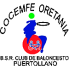 COCEMFE ORETANIA
B.S.R. CLUB DE BALONCESTO
PUERTOLLANO